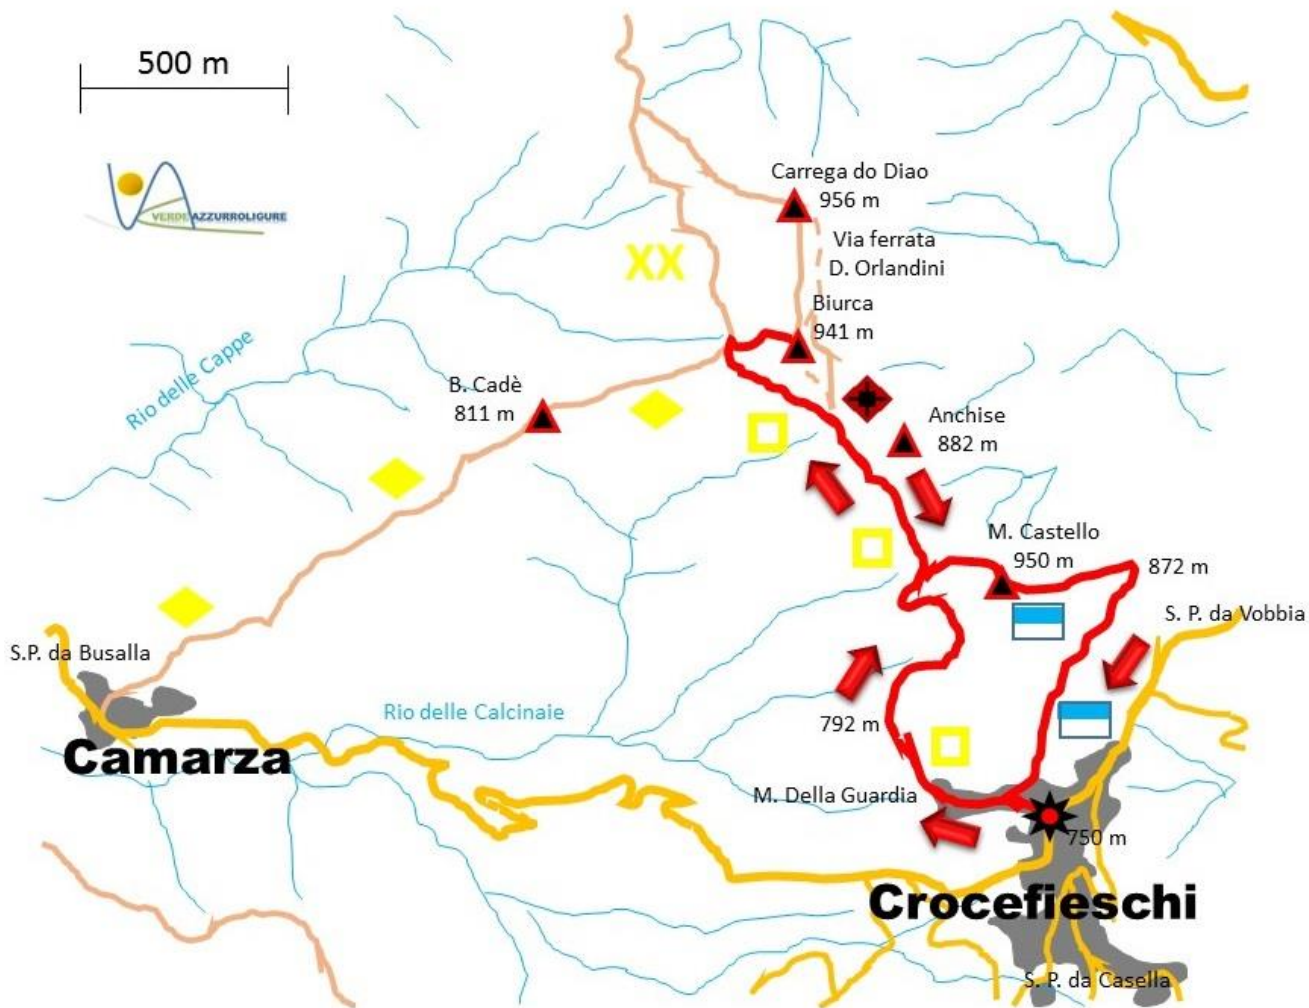 500 m
VERDEAZZURROLIGURE
Carrega do Diao
956 m
Via ferrata
D. Orlandini
XX
Biurca
941 m
Rio delle Cappe
B. Cadè
811 m
Anchise
882 m
M. Castello
950 m
872 m
S. P. da Vobbia
S.P. da Busalla
Rio delle Calcinaie
792 m
Camarza
M. Della Guardia
750 m
Crocefieschi
S. P. da Casella